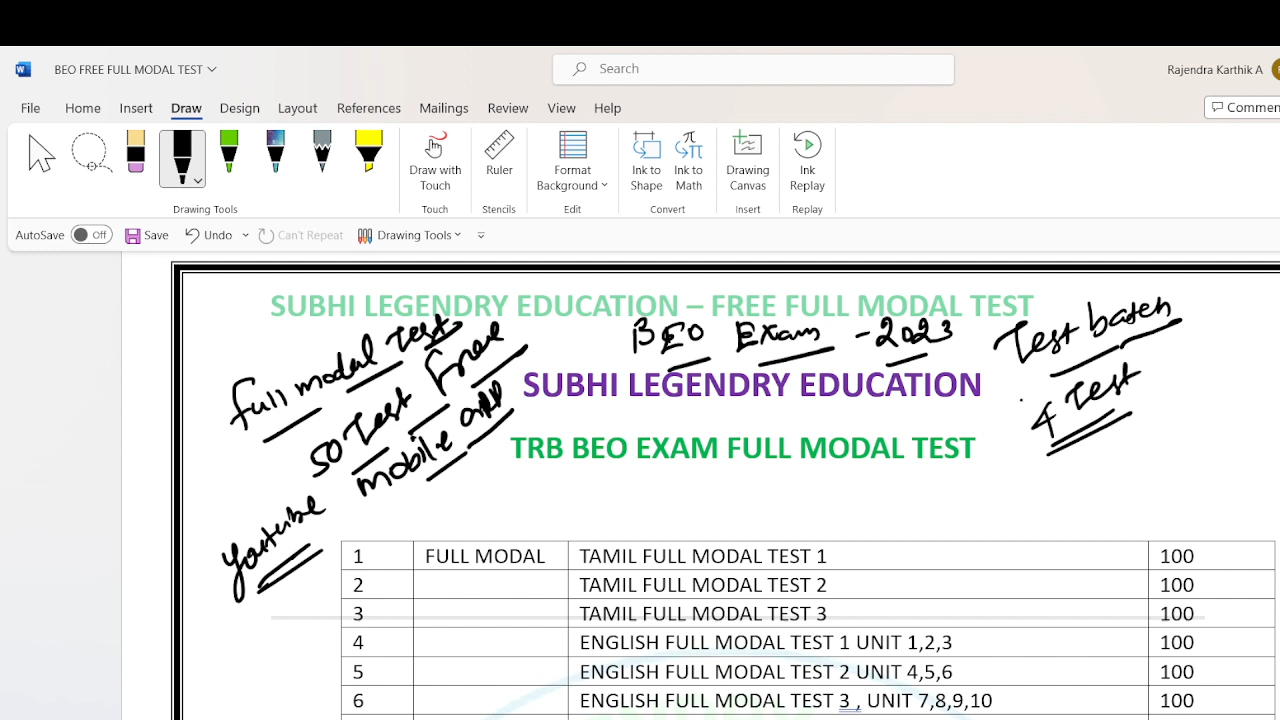 BEO FREE FULL MODAL TEST
Search
Rajendra Karthik A
File Home Insert Draw Design Layout References Mailings Review View Help
Commen
Draw with Touch
Ruler
Format Background
Ink to Shape
Ink to Math
Drawing Canvas
Ink Replay
Drawing Tools Touch Stencils Edit Convert Insert Replay
AutoSave Off Save Undo Can't Repeat Drawing Tools
SUBHI LEGENDRY EDUCATION – FREE FULL MODAL TEST
BEO Exam - 2023
Test batch
4 Test
full modal Test
50 Test Free
mobile app
Youtube
SUBHI LEGENDRY EDUCATION
TRB BEO EXAM FULL MODAL TEST
1 FULL MODAL TAMIL FULL MODAL TEST 1 100
2 TAMIL FULL MODAL TEST 2 100
3 TAMIL FULL MODAL TEST 3 100
4 ENGLISH FULL MODAL TEST 1 UNIT 1,2,3 100
5 ENGLISH FULL MODAL TEST 2 UNIT 4,5,6 100
6 ENGLISH FULL MODAL TEST 3 , UNIT 7,8,9,10 100